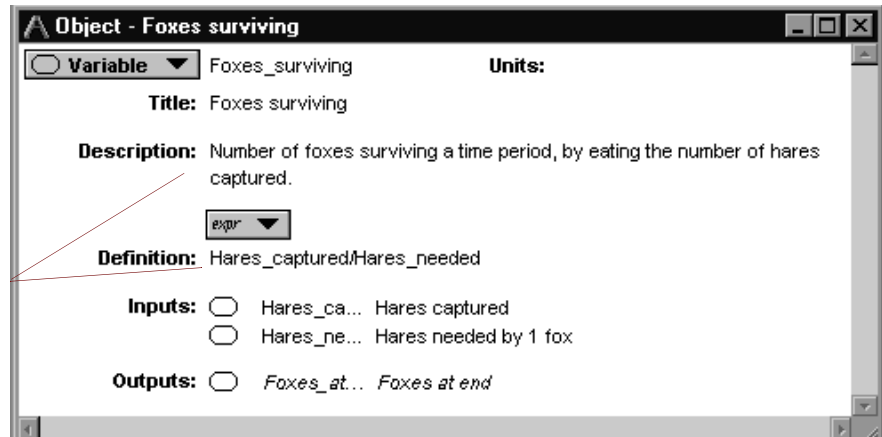 Object - Foxes surviving
Variable Foxes_surviving Units:
Title: Foxes surviving
Description: Number of foxes surviving a time period, by eating the number of hares
captured.
expr
Definition: Hares_captured/Hares_needed
Inputs: Hares_ca... Hares captured
Hares_ne... Hares needed by 1 fox
Outputs: Foxes_at... Foxes at end